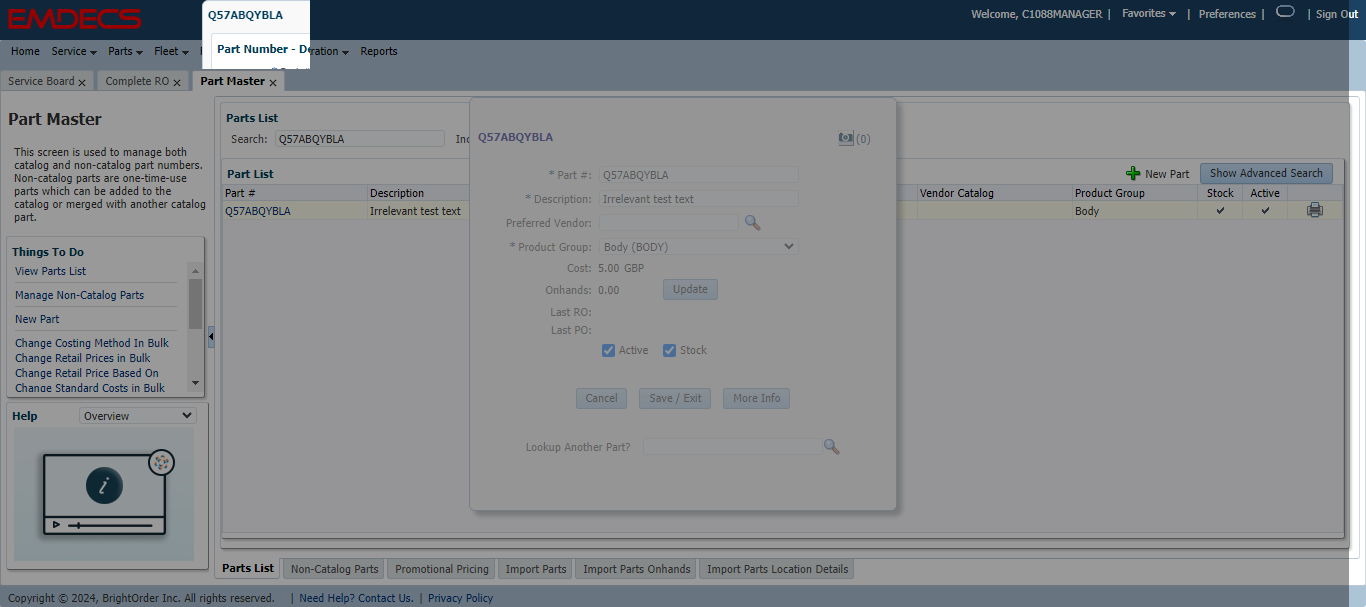 EMDECS
Q57ABQYBLA
Welcome, C1088MANAGER | Favorites | Preferences | | Sign Out
Part Number - De
Home Service Parts Fleet ration Reports
Service Board x Complete RO x Part Master x
Part Master
This screen is used to manage both
catalog and non-catalog part numbers.
Non-catalog parts are one-time-use
parts which can be added to the
catalog or merged with another catalog
part.
Things To Do
View Parts List
Manage Non-Catalog Parts
New Part
Change Costing Method In Bulk
Change Retail Prices in Bulk
Change Retail Price Based On
Change Standard Costs in Bulk
Help Overview
i
Parts List
Search: Q57ABQYBLA Inc
Part List New Part Show Advanced Search
Part # Description Vendor Catalog Product Group Stock Active
Q57ABQYBLA Irrelevant test text Body
Q57ABQYBLA (0)
* Part #: Q57ABQYBLA
* Description: Irrelevant test text
Preferred Vendor:
* Product Group: Body (BODY)
Cost: 5.00 GBP
Onhands: 0.00 Update
Last RO:
Last PO:
Active Stock
Cancel Save / Exit More Info
Lookup Another Part?
Parts List Non-Catalog Parts Promotional Pricing Import Parts Import Parts Onhands Import Parts Location Details
Copyright © 2024, BrightOrder Inc. All rights reserved. | Need Help? Contact Us. | Privacy Policy